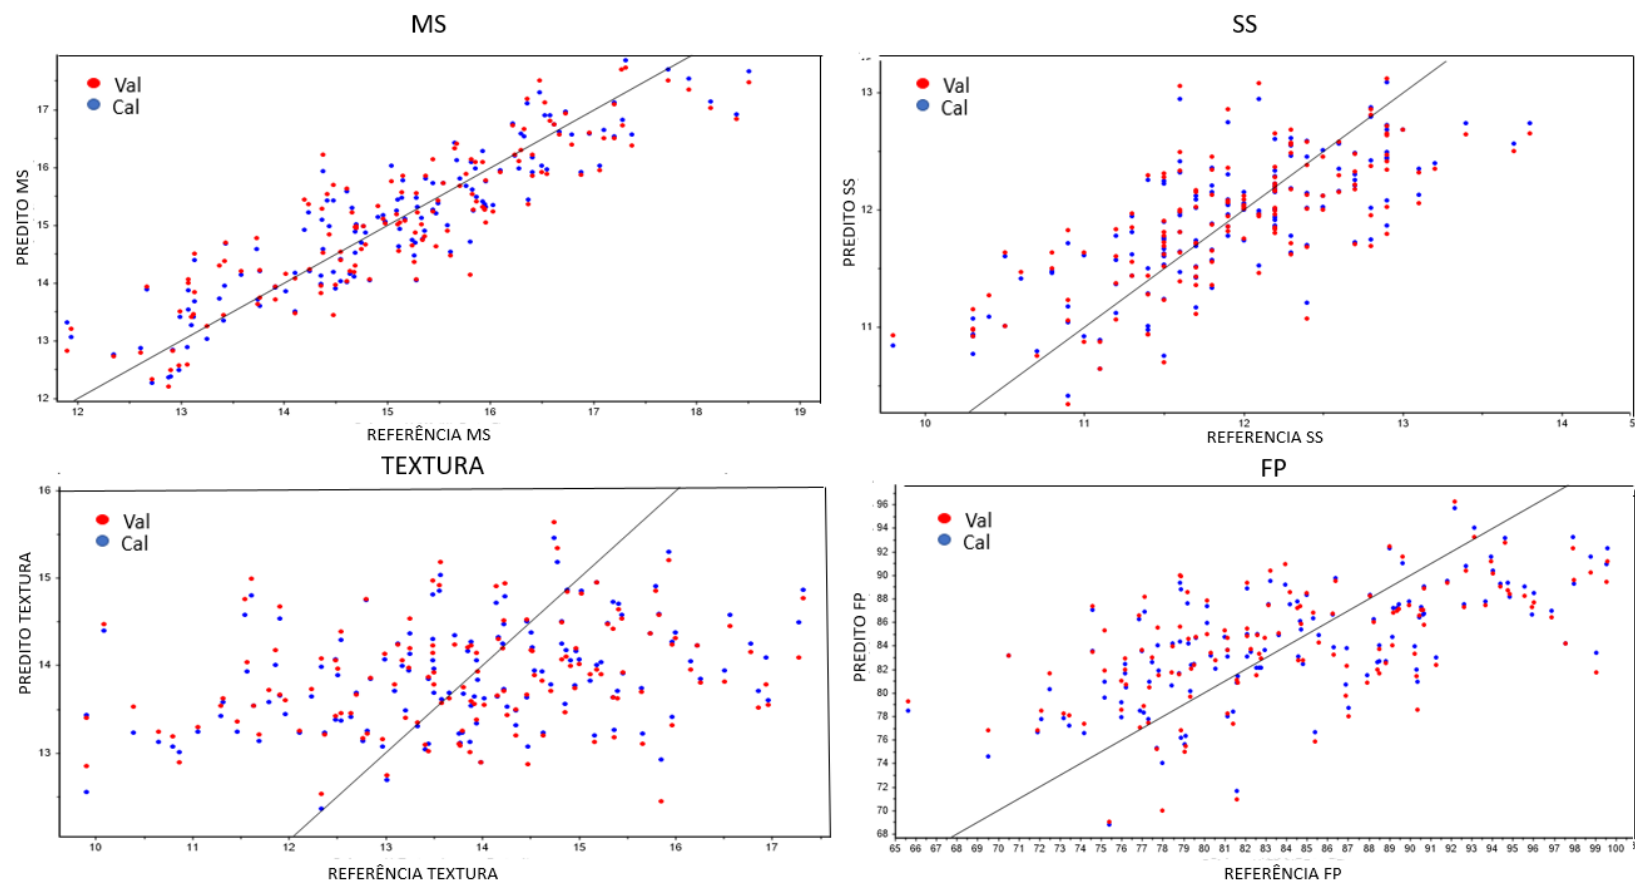 MS
Val
Cal
17
16
15
14
13
12
12 13 14 15 16 17 18 19
PREDITO MS
REFERÊNCIA MS
SS
Val
Cal
13
12
11
10 11 12 13 14
PREDITO SS
REFERENCIA SS
TEXTURA
Val
Cal
16
15
14
13
10 11 12 13 14 15 16 17
PREDITO TEXTURA
REFERÊNCIA TEXTURA
FP
Val
Cal
96
94
92
90
88
86
84
82
80
78
76
74
72
70
68
65 66 67 68 69 70 71 72 73 74 75 76 77 78 79 80 81 82 83 84 85 86 87 88 89 90 91 92 93 94 95 96 97 98 99 100
PREDITO FP
REFERÊNCIA FP